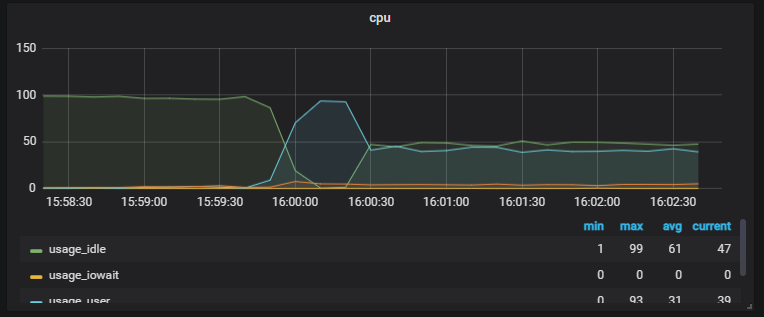 cpu
150
100
50
0
15:58:30 15:59:00 15:59:30 16:00:00 16:00:30 16:01:00 16:01:30 16:02:00 16:02:30
min max avg current
usage_idle 1 99 61 47
usage_iowait 0 0 0 0
usage_user 0 93 31 39